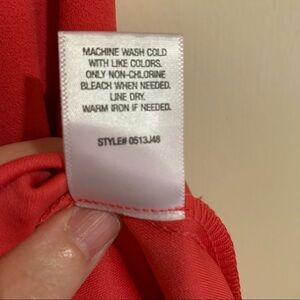 MACHINE WASH COLD
WITH LIKE COLORS.
ONLY NON-CHLORINE
BLEACH WHEN NEEDED.
LINE DRY.
WARM IRON IF NEEDED.
STYLE# 0513J48